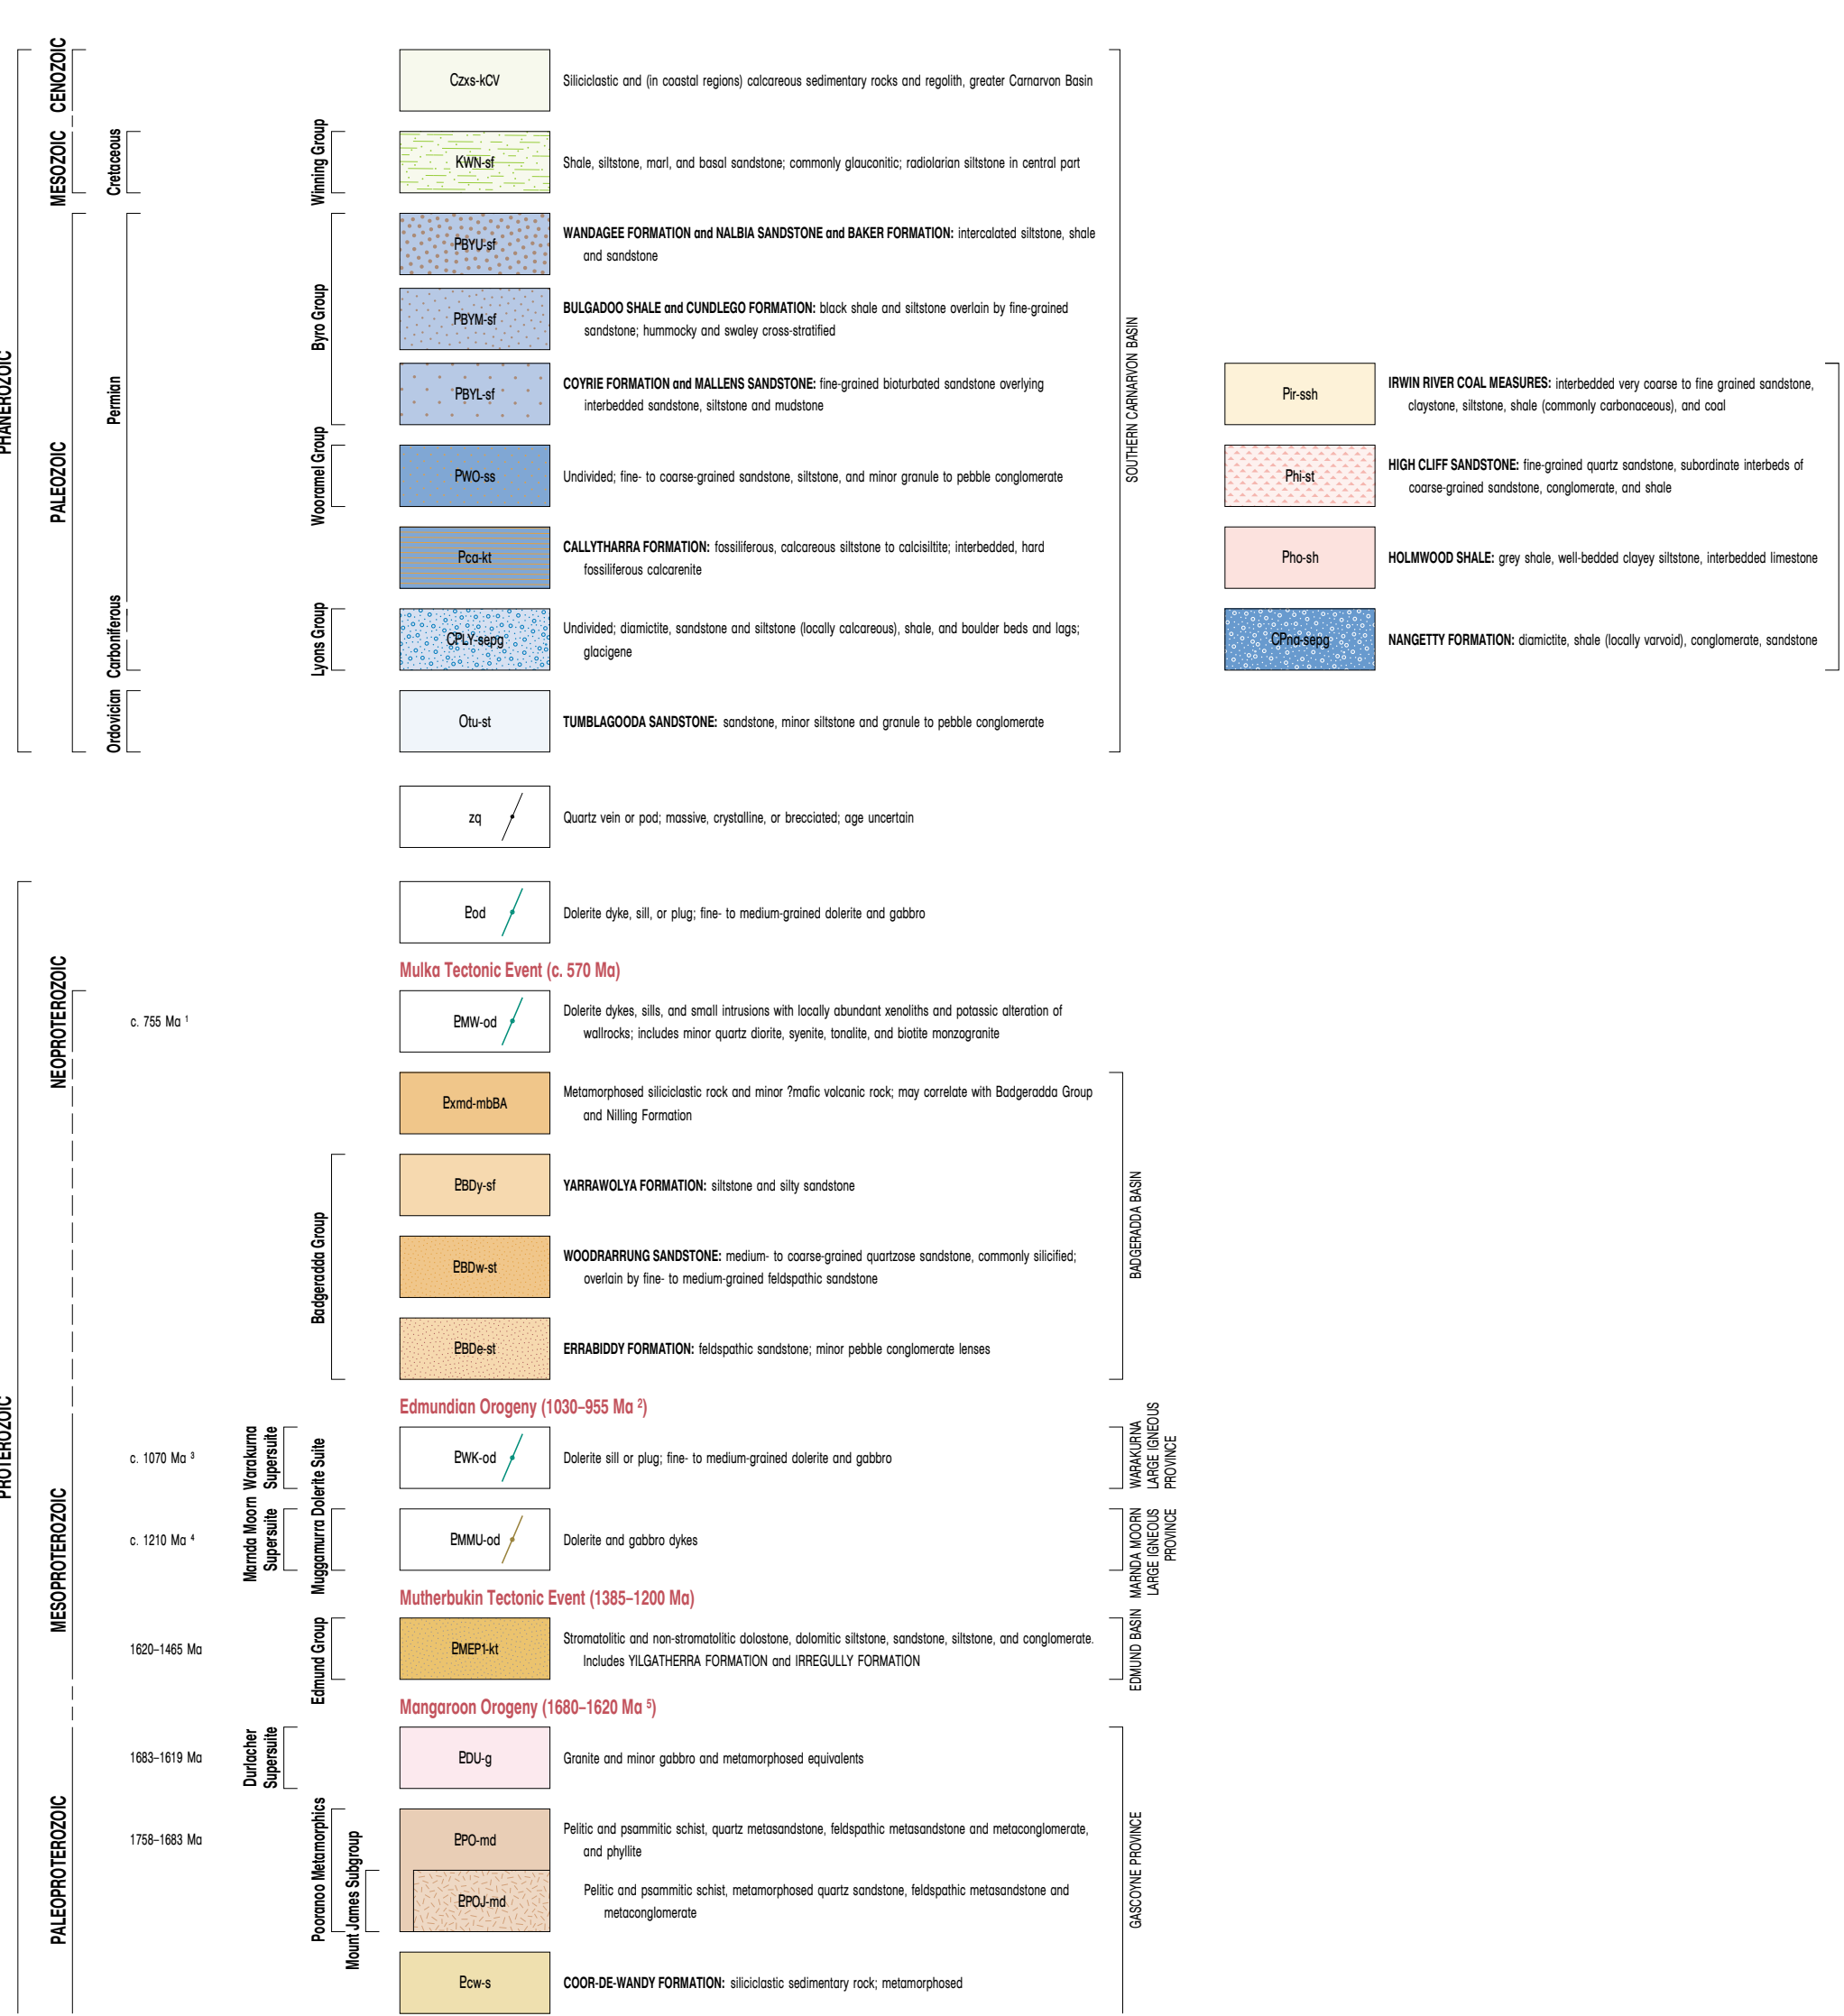 PHANEROZOIC
CENOZOIC
MESOZOIC
PALEOZOIC
Cretaceous
Permian
Carboniferous
Ordovician
Winning Group
Byro Group
Wooramel Group
Lyons Group
Czxs-kCV
Siliciclastic and (in coastal regions) calcareous sedimentary rocks and regolith, greater Carnarvon Basin
KWN-sf
Shale, siltstone, marl, and basal sandstone; commonly glauconitic; radiolarian siltstone in central part
PBYU-sf
WANDAGEE FORMATION and NALBIA SANDSTONE and BAKER FORMATION: intercalated siltstone, shale
and sandstone
PBYM-sf
BULGADOO SHALE and CUNDLEGO FORMATION: black shale and siltstone overlain by fine-grained
sandstone; hummocky and swaley cross-stratified
PBYL-sf
COYRIE FORMATION and MALLENS SANDSTONE: fine-grained bioturbated sandstone overlying
interbedded sandstone, siltstone and mudstone
PWO-ss
Undivided; fine- to coarse-grained sandstone, siltstone, and minor granule to pebble conglomerate
Pca-kt
CALLYTHARRA FORMATION: fossiliferous, calcareous siltstone to calcisiltite; interbedded, hard
fossiliferous calcarenite
CPLY-sepg
Undivided; diamictite, sandstone and siltstone (locally calcareous), shale, and boulder beds and lags;
glacigene
Otu-st
TUMBLAGOODA SANDSTONE: sandstone, minor siltstone and granule to pebble conglomerate
SOUTHERN CARNARVON BASIN
Pir-ssh
IRWIN RIVER COAL MEASURES: interbedded very coarse to fine grained sandstone,
claystone, siltstone, shale (commonly carbonaceous), and coal
Phi-st
HIGH CLIFF SANDSTONE: fine-grained quartz sandstone, subordinate interbeds of
coarse-grained sandstone, conglomerate, and shale
Pho-sh
HOLMWOOD SHALE: grey shale, well-bedded clayey siltstone, interbedded limestone
CPna-sepg
NANGETTY FORMATION: diamictite, shale (locally varvoid), conglomerate, sandstone
zq
Quartz vein or pod; massive, crystalline, or brecciated; age uncertain
PROTEROZOIC
NEOPROTEROZOIC
MESOPROTEROZOIC
PALEOPROTEROZOIC
Ꝑod
Dolerite dyke, sill, or plug; fine- to medium-grained dolerite and gabbro
Mulka Tectonic Event (c. 570 Ma)
c. 755 Ma ¹
ꝐMW-od
Dolerite dykes, sills, and small intrusions with locally abundant xenoliths and potassic alteration of
wallrocks; includes minor quartz diorite, syenite, tonalite, and biotite monzogranite
Ꝑxmd-mbBA
Metamorphosed siliciclastic rock and minor ?mafic volcanic rock; may correlate with Badgeradda Group
and Nilling Formation
Badgeradda Group
ꝐBDy-sf
YARRAWOLYA FORMATION: siltstone and silty sandstone
ꝐBDw-st
WOODRARRUNG SANDSTONE: medium- to coarse-grained quartzose sandstone, commonly silicified;
overlain by fine- to medium-grained feldspathic sandstone
ꝐBDe-st
ERRABIDDY FORMATION: feldspathic sandstone; minor pebble conglomerate lenses
BADGERADDA BASIN
Edmundian Orogeny (1030–955 Ma ²)
c. 1070 Ma ³
Warakurna
Supersuite
ꝐWK-od
Dolerite sill or plug; fine- to medium-grained dolerite and gabbro
WARAKURNA
LARGE IGNEOUS
PROVINCE
c. 1210 Ma ⁴
Marnda Moorn
Supersuite
Muggamurra Dolerite Suite
ꝐMMU-od
Dolerite and gabbro dykes
MARNDA MOORN
LARGE IGNEOUS
PROVINCE
Mutherbukin Tectonic Event (1385–1200 Ma)
1620–1465 Ma
Edmund Group
ꝐMEP1-kt
Stromatolitic and non-stromatolitic dolostone, dolomitic siltstone, sandstone, siltstone, and conglomerate.
Includes YILGATHERRA FORMATION and IRREGULLY FORMATION
EDMUND BASIN
Mangaroon Orogeny (1680–1620 Ma ⁵)
1683–1619 Ma
Durlacher
Supersuite
ꝐDU-g
Granite and minor gabbro and metamorphosed equivalents
1758–1683 Ma
Pooranoo Metamorphics
Mount James Subgroup
ꝐPO-md
Pelitic and psammitic schist, quartz metasandstone, feldspathic metasandstone and metaconglomerate,
and phyllite
ꝐPOJ-md
Pelitic and psammitic schist, metamorphosed quartz sandstone, feldspathic metasandstone and
metaconglomerate
Ꝑcw-s
COOR-DE-WANDY FORMATION: siliciclastic sedimentary rock; metamorphosed
GASCOYNE PROVINCE